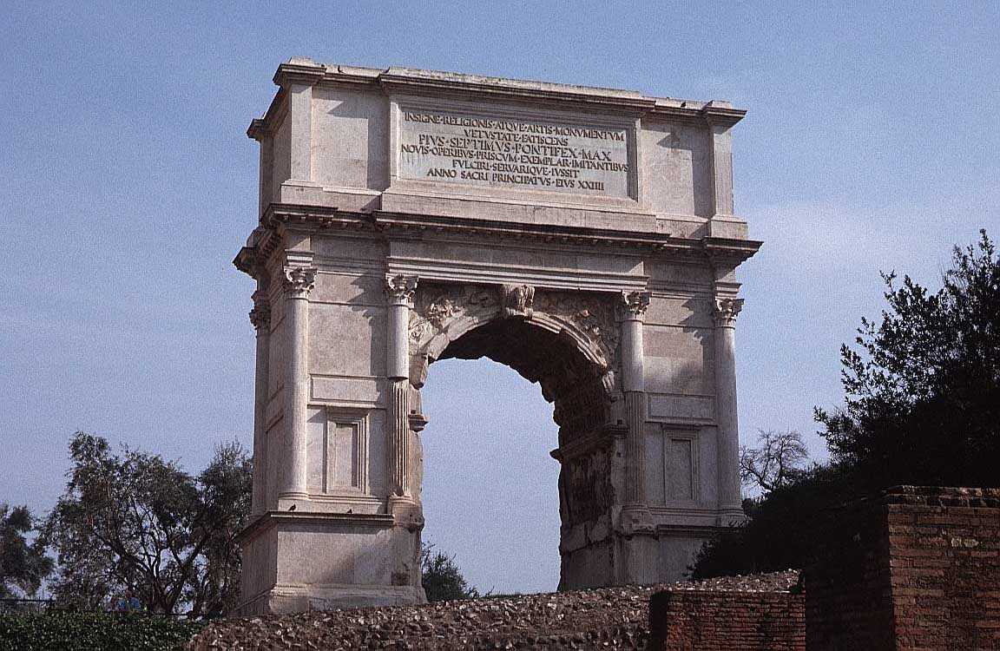 INSIGNE·RELIGIONIS·ATQVE·ARTIS·MONVMENTVM
VETVSTATE·FATISCENS
PIVS·SEPTIMVS·PONTIFEX·MAX
NOVIS·OPERIBVS·PRISCVM·EXEMPLAR·IMITANTIBVS
FVLCIRI·SERVARIQVE·IVSSIT
ANNO SACRI PRINCIPATVS·EIVS XXIIII